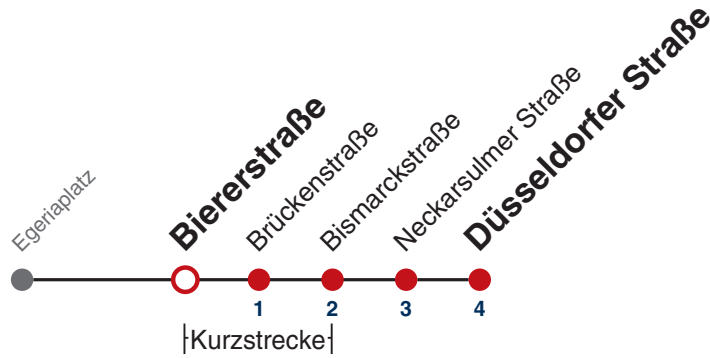 Egeriaplatz
Biererstraße
Brückenstraße
Bismarckstraße
Neckarsulmer Straße
Düsseldorfer Straße
1
2
3
4
Kurzstrecke